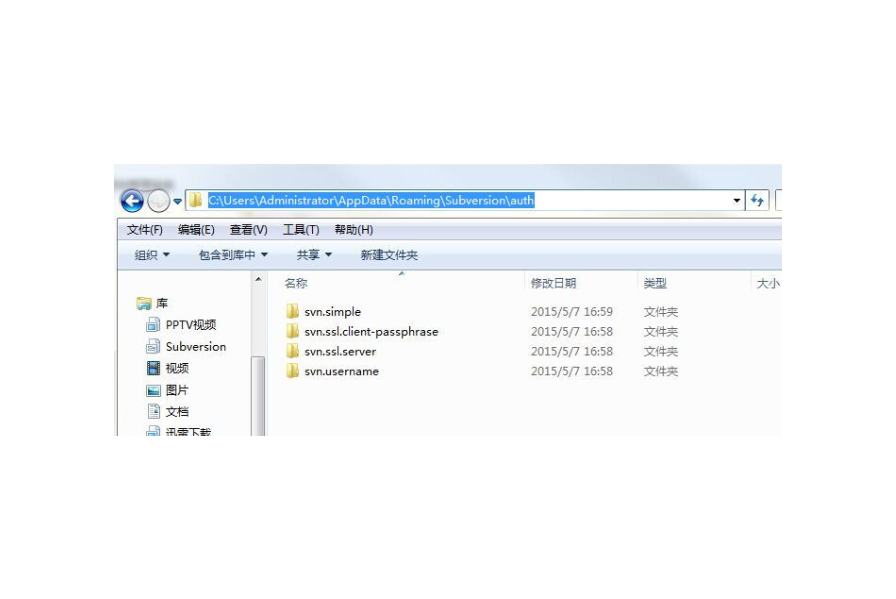 C:\Users\Administrator\AppData\Roaming\Subversion\auth
文件(F) 编辑(E) 查看(V) 工具(T) 帮助(H)
组织 包含到库中 共享 新建文件夹
名称 修改日期 类型 大小
库
PPTV视频
Subversion
视频
图片
文档
迅雷下载
svn.simple 2015/5/7 16:59 文件夹
svn.ssl.client-passphrase 2015/5/7 16:58 文件夹
svn.ssl.server 2015/5/7 16:58 文件夹
svn.username 2015/5/7 16:58 文件夹